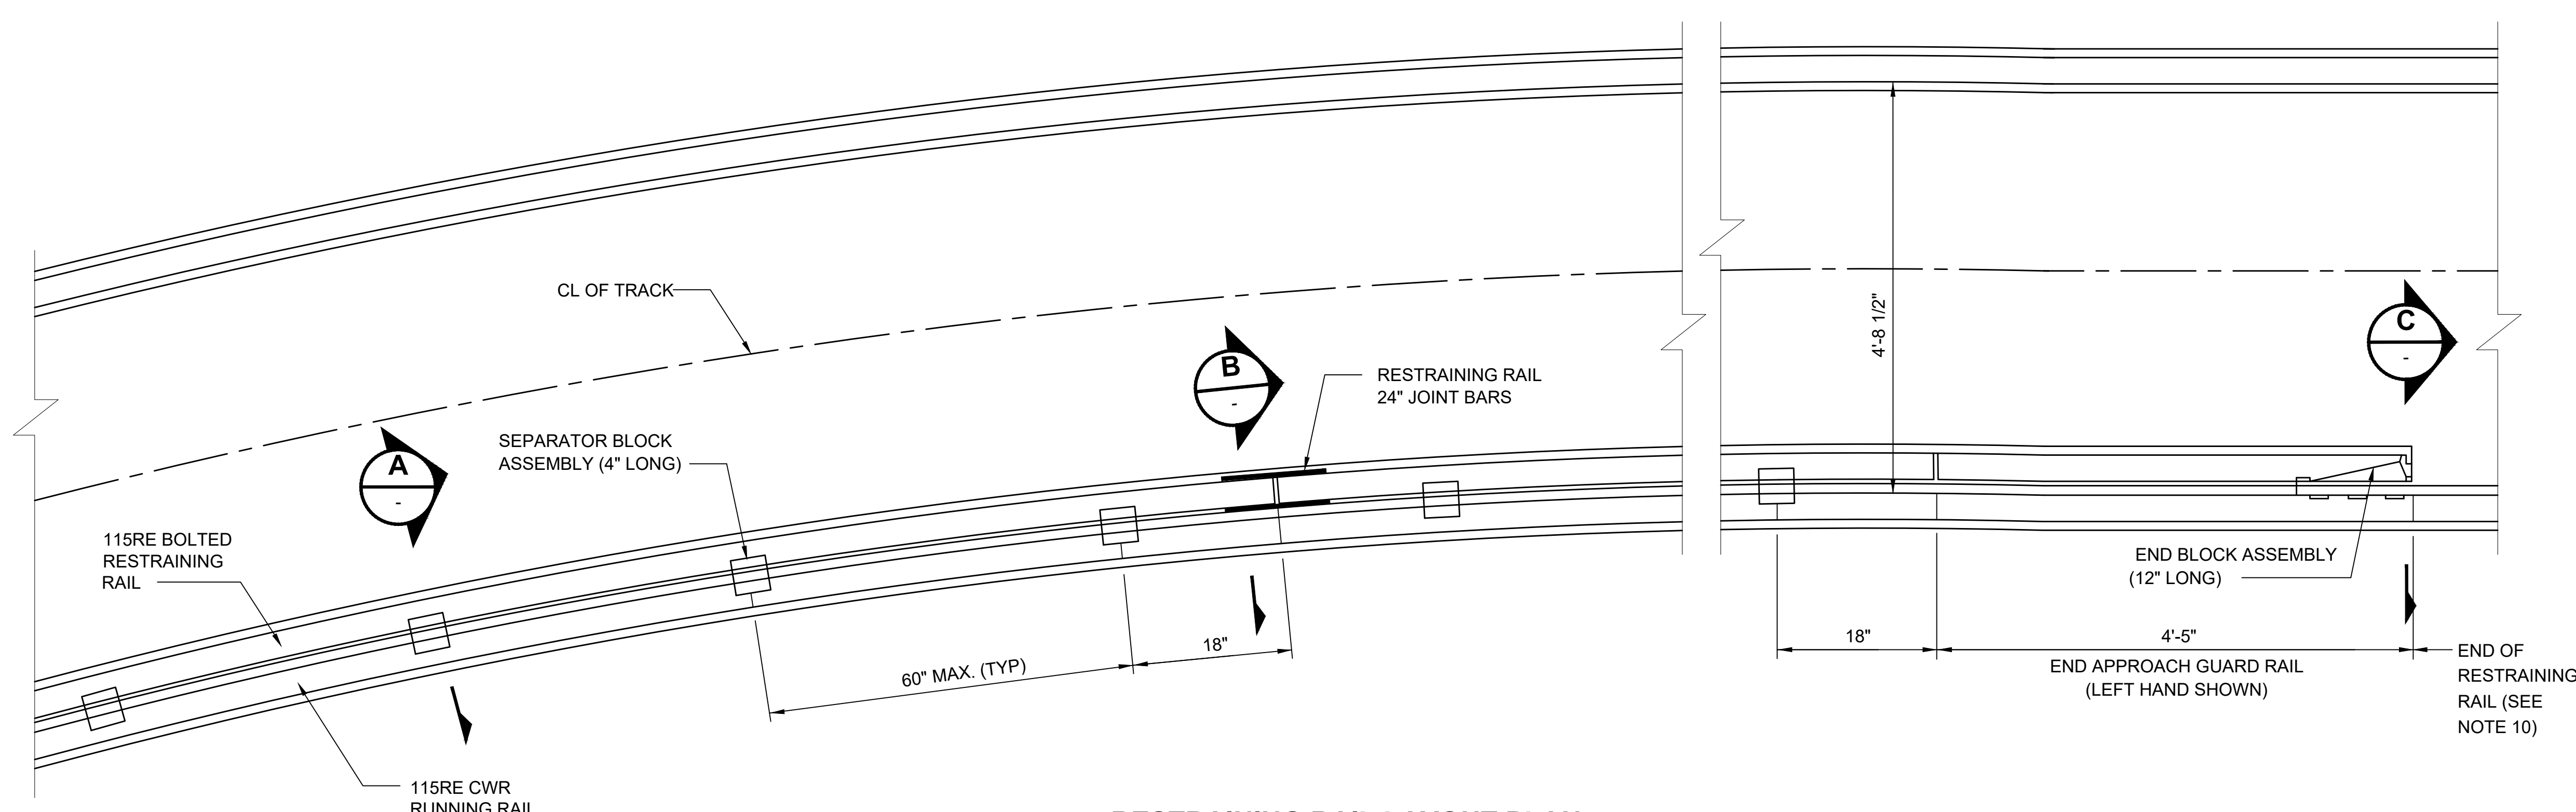 CL OF TRACK
4'-8 1/2"
C
-
B
-
RESTRAINING RAIL
24" JOINT BARS
SEPARATOR BLOCK
ASSEMBLY (4" LONG)
A
-
115RE BOLTED
RESTRAINING
RAIL
END BLOCK ASSEMBLY
(12" LONG)
18"
60" MAX. (TYP)
18"
4'-5"
END APPROACH GUARD RAIL
(LEFT HAND SHOWN)
END OF
RESTRAINING
RAIL (SEE
NOTE 10)
115RE CWR
RUNNING RAIL